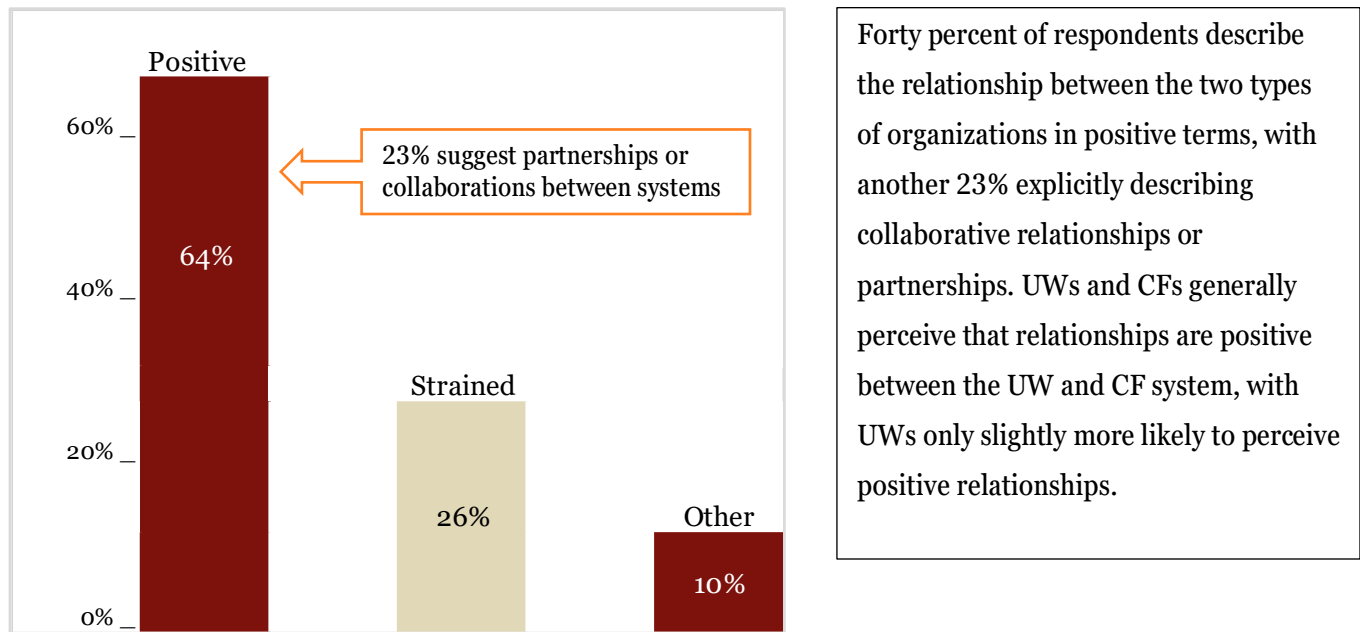 Positive
60%
23% suggest partnerships or
collaborations between systems
64%
40%
Strained
20%
26%
Other
10%
0%
Forty percent of respondents describe
the relationship between the two types
of organizations in positive terms, with
another 23% explicitly describing
collaborative relationships or
partnerships. UWs and CFs generally
perceive that relationships are positive
between the UW and CF system, with
UWs only slightly more likely to perceive
positive relationships.